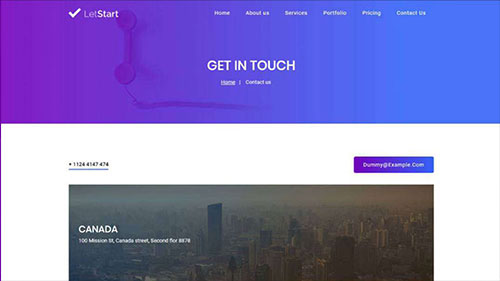 LetStart
Home About us Services Portfolio Pricing Contact Us
GET IN TOUCH
Home | Contact us
+ 1124 4147 474
Dummy@Example.Com
CANADA
100 Mission St, Canada street, Second flor 8878